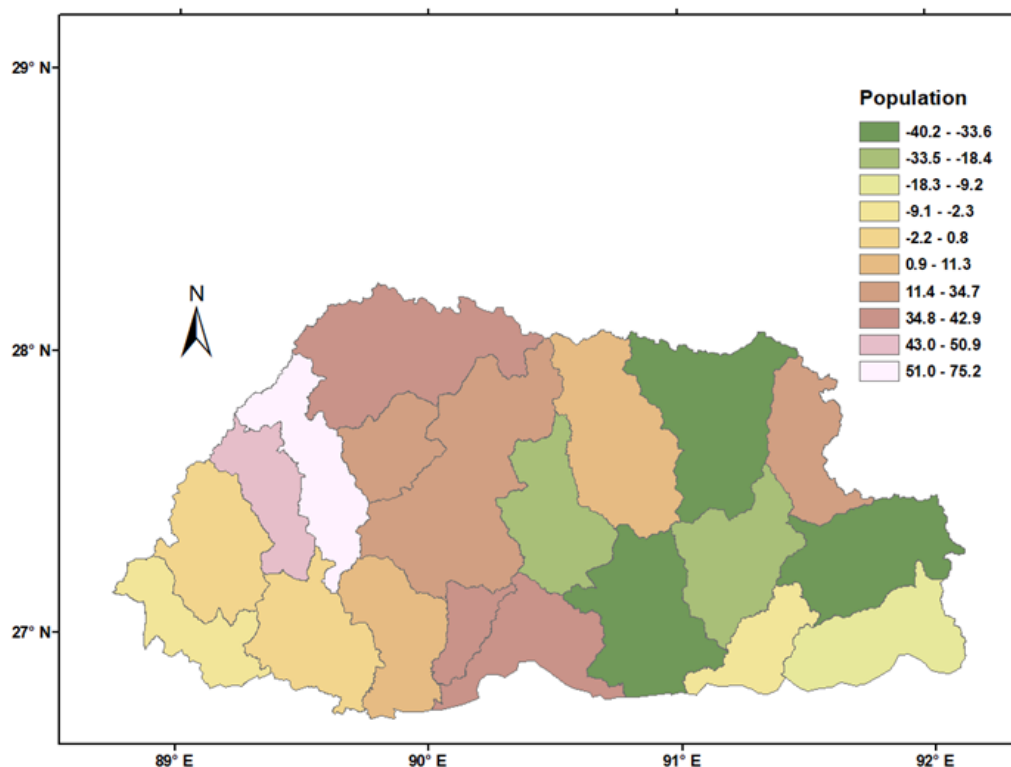 29° N
Population
-40.2 - -33.6
-33.5 - -18.4
-18.3 - -9.2
-9.1 - -2.3
-2.2 - 0.8
0.9 - 11.3
11.4 - 34.7
34.8 - 42.9
43.0 - 50.9
51.0 - 75.2
N
28° N
27° N
89° E
90° E
91° E
92° E